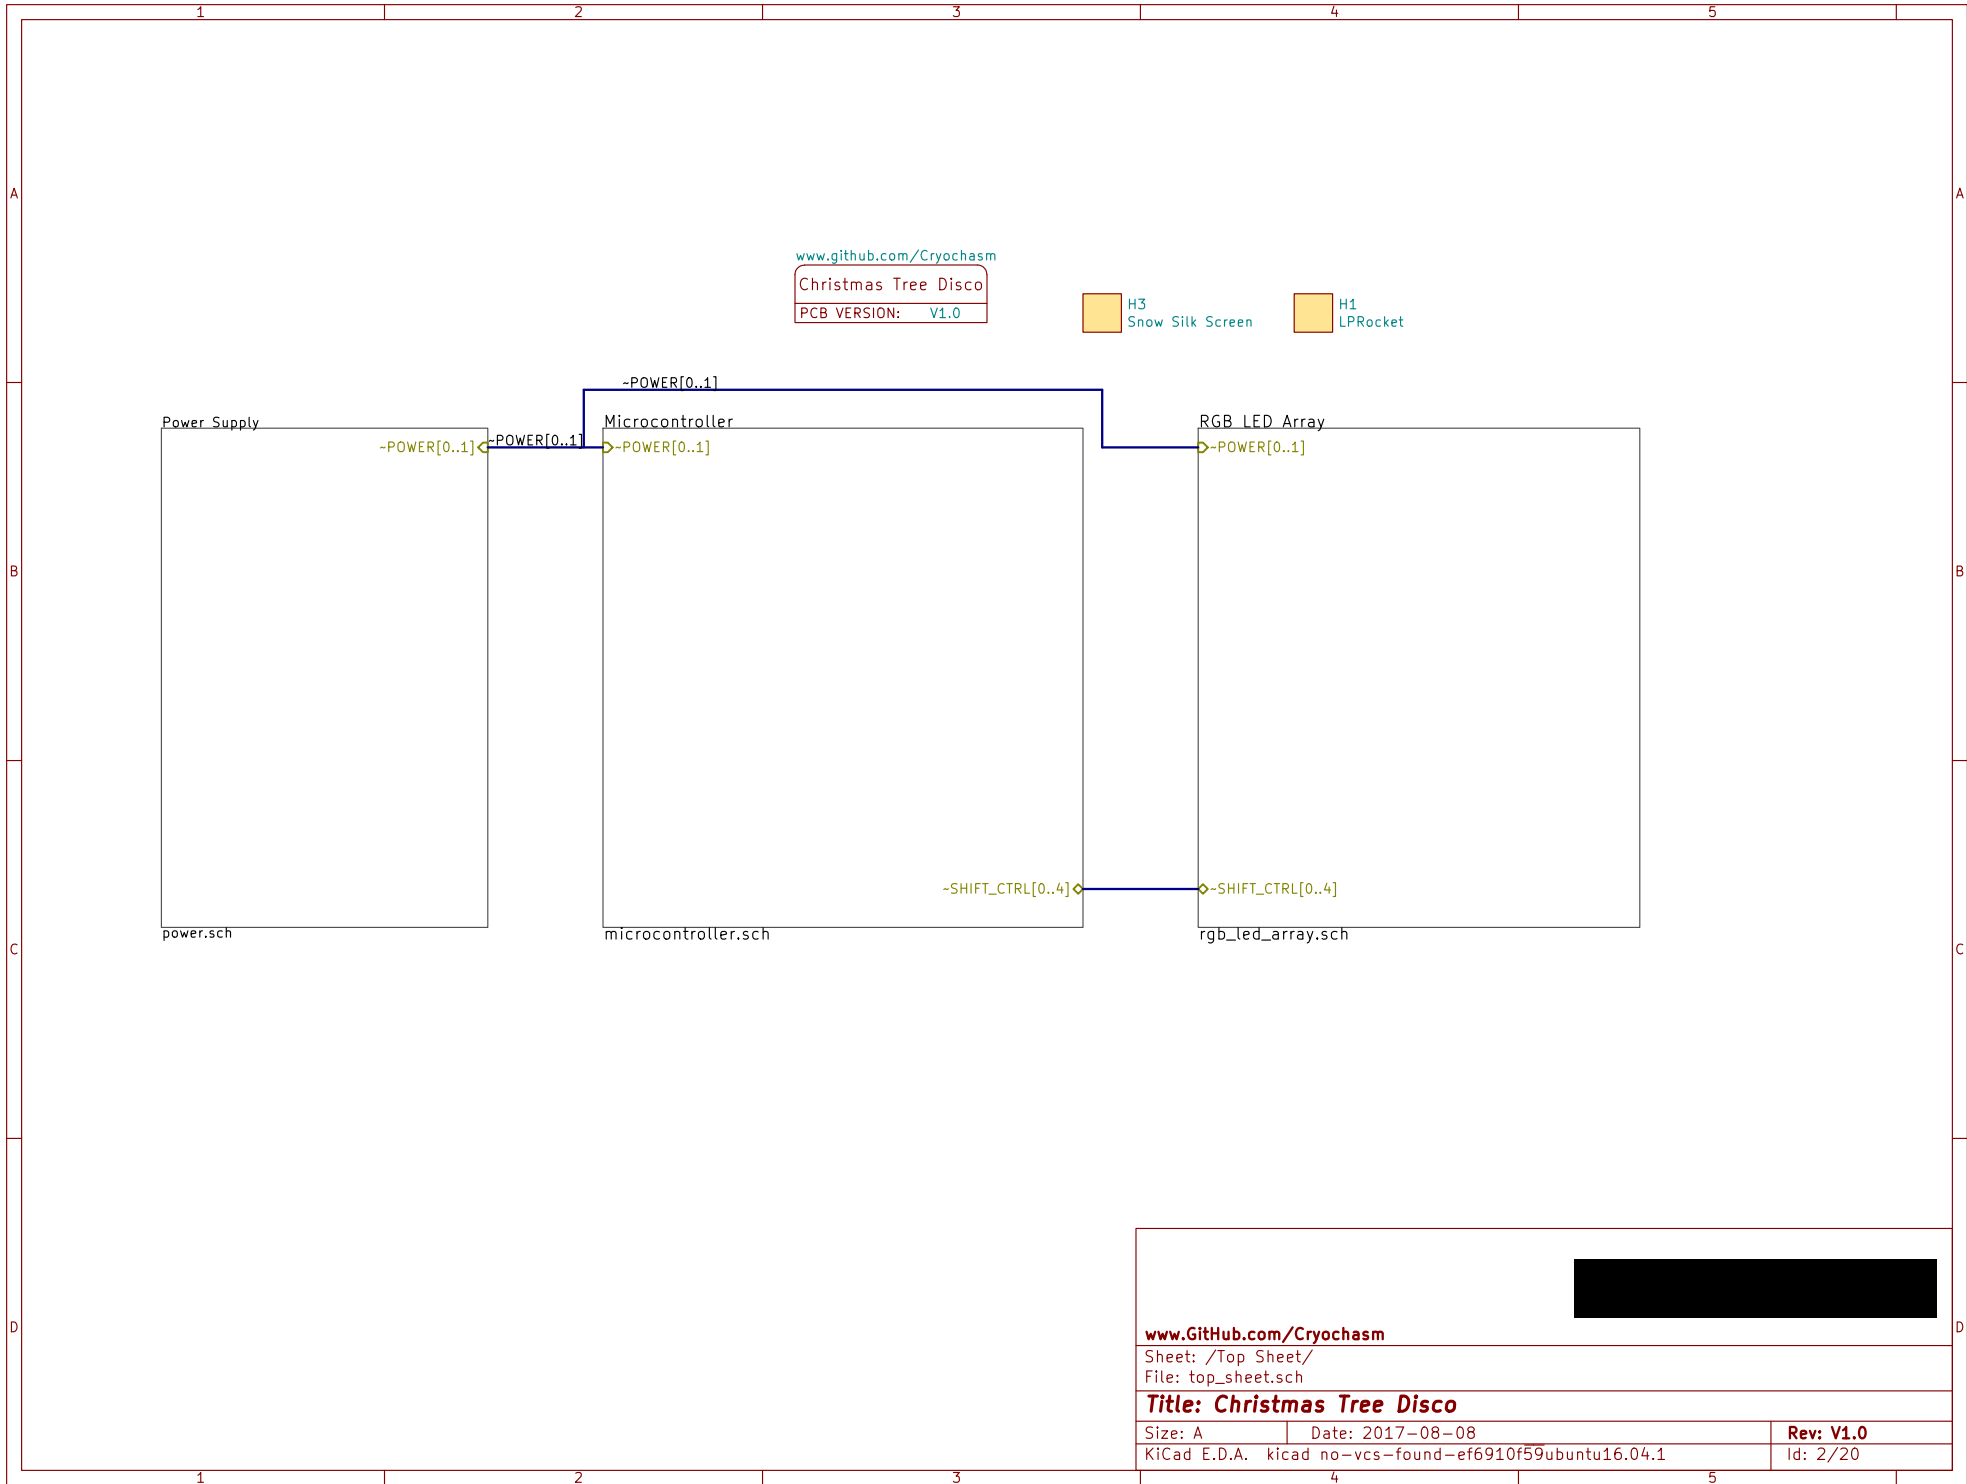 1 2 3 4 5
A A
www.github.com/Cryochasm
Christmas Tree Disco
PCB VERSION: V1.0
H3
Snow Silk Screen
H1
LPRocket
~POWER[0..1]
Power Supply
~POWER[0..1]
~POWER[0..1]
Microcontroller
~POWER[0..1]
RGB LED Array
~POWER[0..1]
B B
~SHIFT_CTRL[0..4]
~SHIFT_CTRL[0..4]
power.sch
microcontroller.sch
rgb_led_array.sch
C C
D D
www.GitHub.com/Cryochasm
Sheet: /Top Sheet/
File: top_sheet.sch
Title: Christmas Tree Disco
Size: A
Date: 2017-08-08
Rev: V1.0
KiCad E.D.A. kicad no-vcs-found-ef6910f59ubuntu16.04.1
Id: 2/20
1 2 3 4 5